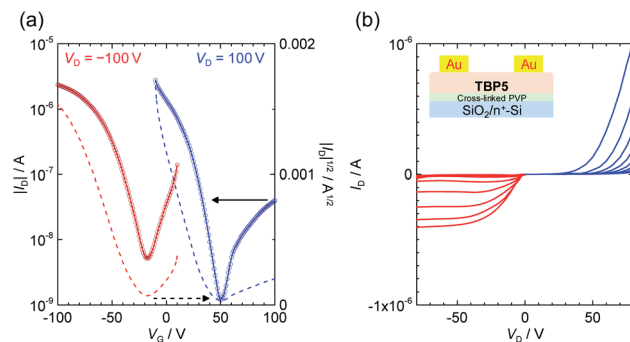 (a)
10^-5
10^-6
10^-7
10^-8
10^-9
|I_D| / A
V_D = −100 V
V_D = 100 V
0.002
0.001
0
|I_D|^1/2 / A^1/2
-100
-50
0
50
100
V_G / V
(b)
10^-6
0
-1x10^-6
I_D / A
Au
Au
TBP5
Cross-linked PVP
SiO_2/n^+-Si
-50
0
50
V_D / V